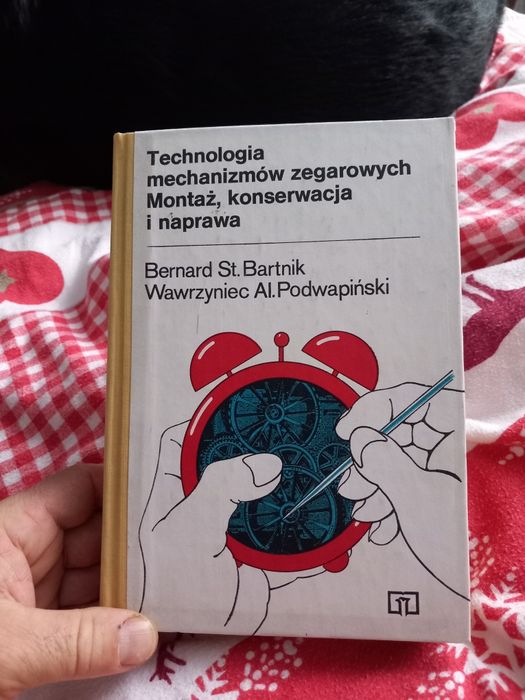 Technologia
mechanizmów zegarowych
Montaż, konserwacja
i naprawa
Bernard St. Bartnik
Wawrzyniec Al. Podwapiński